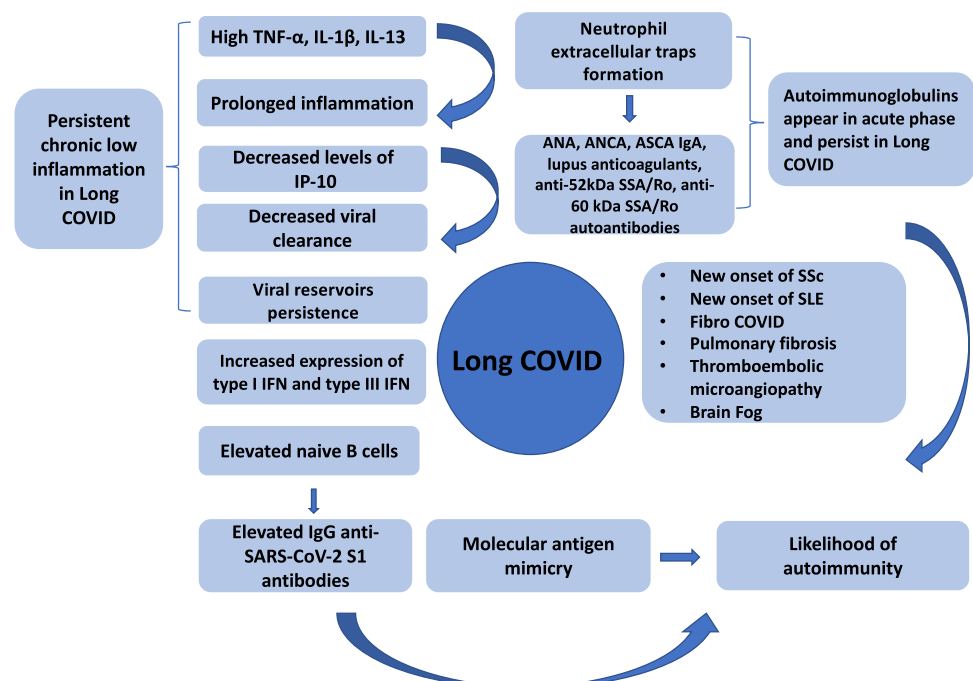 High TNF-α, IL-1β, IL-13
Prolonged inflammation
Persistent
chronic low
inflammation
in Long
COVID
Decreased levels of
IP-10
Decreased viral
clearance
Viral reservoirs
persistence
Increased expression of
type I IFN and type III IFN
Elevated naive B cells
Elevated IgG anti-
SARS-CoV-2 S1
antibodies
Neutrophil
extracellular traps
formation
ANA, ANCA, ASCA IgA,
lupus anticoagulants,
anti-52kDa SSA/Ro, anti-
60 kDa SSA/Ro
autoantibodies
Autoimmunoglobulins
appear in acute phase
and persist in Long
COVID
Long COVID
• New onset of SSc
• New onset of SLE
• Fibro COVID
• Pulmonary fibrosis
• Thromboembolic
microangiopathy
• Brain Fog
Molecular antigen
mimicry
Likelihood of
autoimmunity